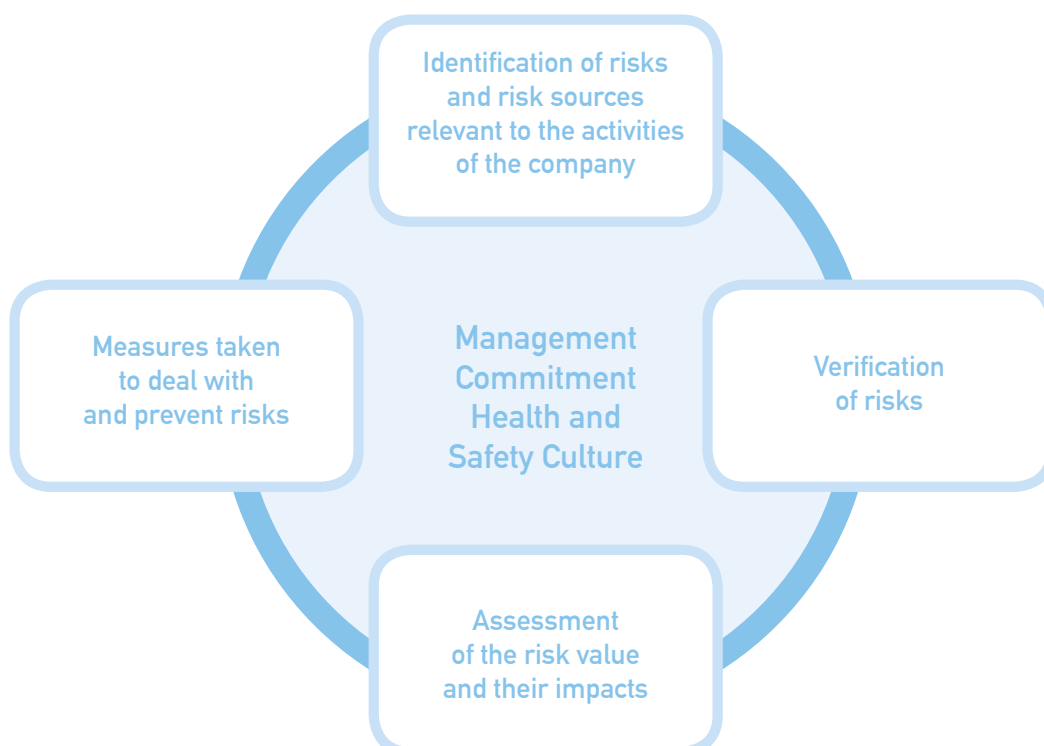 Identification of risks
and risk sources
relevant to the activities
of the company
Measures taken
to deal with
and prevent risks
Management
Commitment
Health and
Safety Culture
Verification
of risks
Assessment
of the risk value
and their impacts